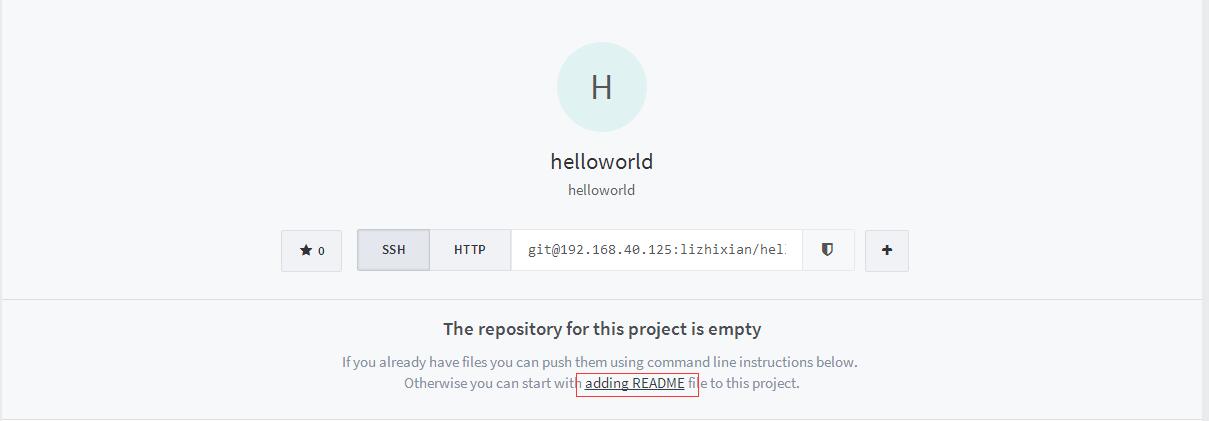 H
helloworld
helloworld
0 SSH HTTP git@192.168.40.125:lizhixian/hel
The repository for this project is empty
If you already have files you can push them using command line instructions below.
Otherwise you can start with adding README file to this project.